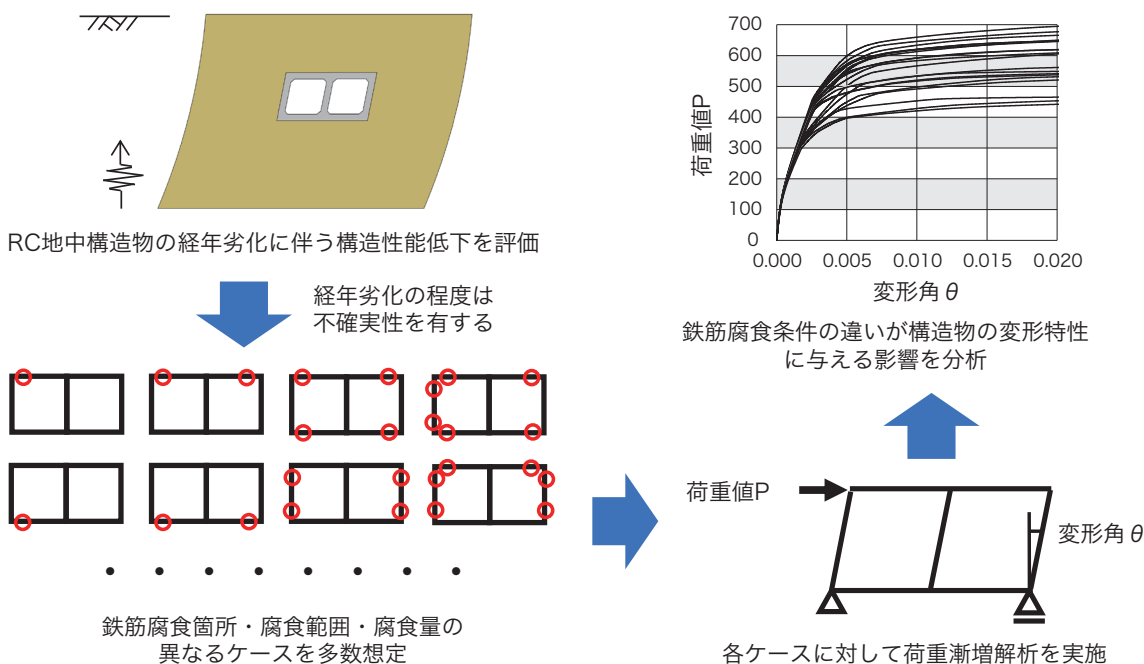 RC地中構造物の経年劣化に伴う構造性能低下を評価
経年劣化の程度は
不確実性を有する
鉄筋腐食箇所・腐食範囲・腐食量の
異なるケースを多数想定
荷重値P
変形角θ
各ケースに対して荷重漸増解析を実施
荷重値P
700
600
500
400
300
200
100
0
0.000
0.005
0.010
0.015
0.020
変形角θ
鉄筋腐食条件の違いが構造物の変形特性
に与える影響を分析